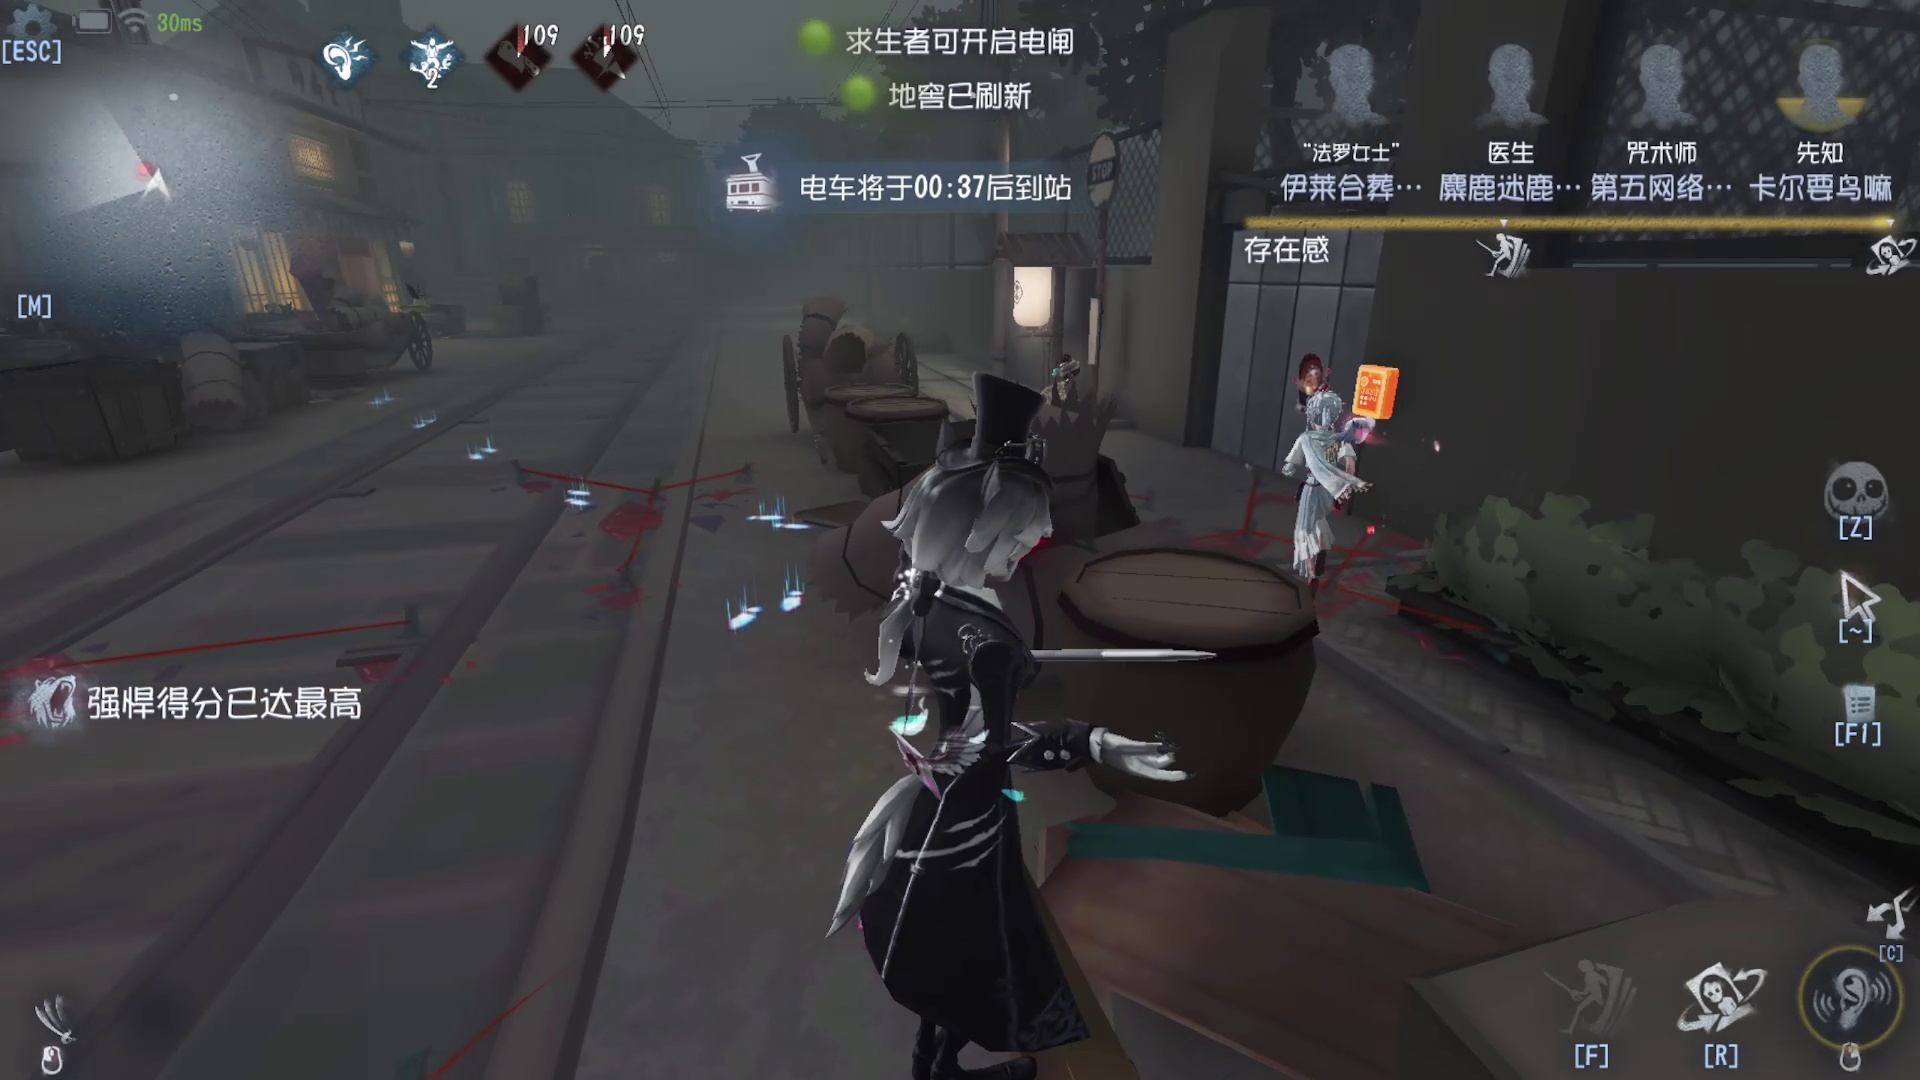 30ms
[ESC]
109
109
2
求生者可开启电闸
地窖已刷新
电车将于00:37后到站
STOP
"法罗女士"
医生
咒术师
先知
伊莱合葬…
麋鹿迷鹿…
第五网络…
卡尔要鸟嘛
存在感
[M]
[Z]
[~]
[F1]
强悍得分已达最高
[C]
[F]
[R]